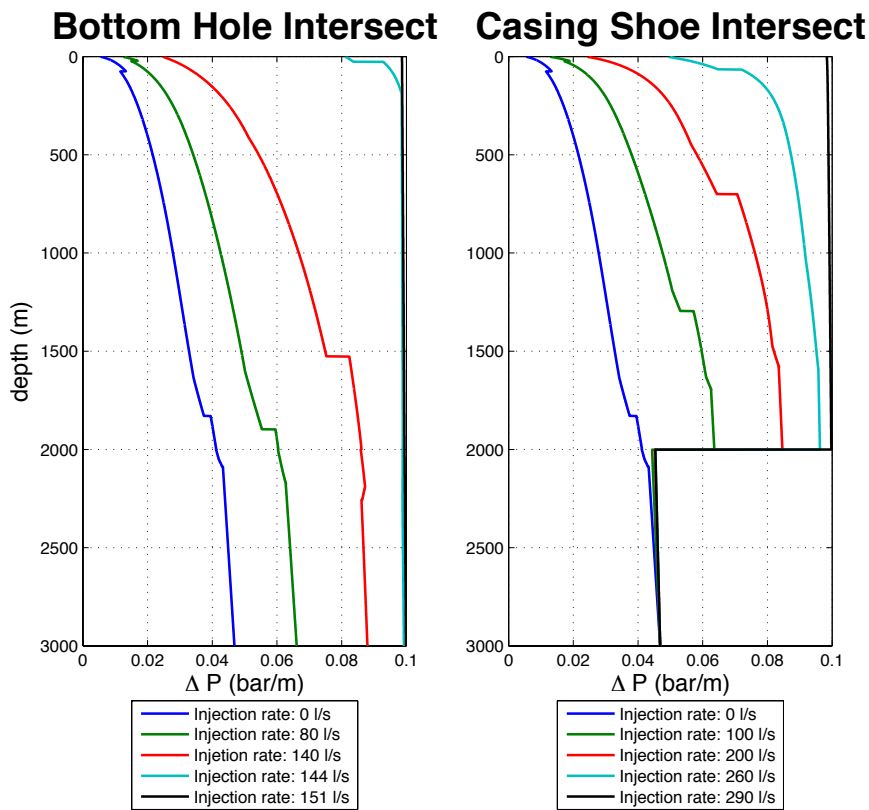 Bottom Hole Intersect
0
500
1000
1500
2000
2500
3000
depth (m)
0 0.02 0.04 0.06 0.08 0.1
Δ P (bar/m)
Injection rate: 0 l/s
Injection rate: 80 l/s
Injetion rate: 140 l/s
Injection rate: 144 l/s
Injection rate: 151 l/s
Casing Shoe Intersect
0
500
1000
1500
2000
2500
3000
0 0.02 0.04 0.06 0.08 0.1
Δ P (bar/m)
Injection rate: 0 l/s
Injection rate: 100 l/s
Injection rate: 200 l/s
Injection rate: 260 l/s
Injection rate: 290 l/s